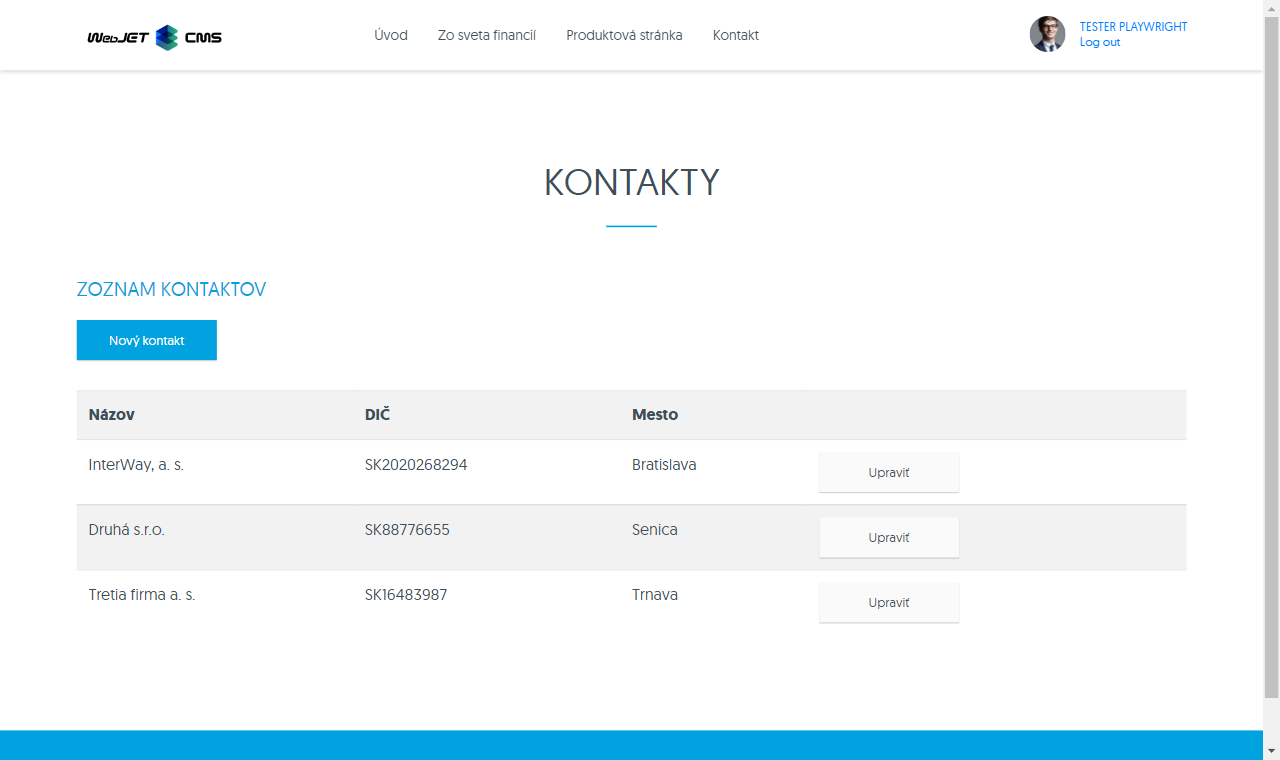 WebJET CMS
Úvod Zo sveta financií Produktová stránka Kontakt
TESTER PLAYWRIGHT
Log out
KONTAKTY
ZOZNAM KONTAKTOV
Nový kontakt
Názov DIČ Mesto
InterWay, a. s. SK2020268294 Bratislava Upraviť
Druhá s.r.o. SK88776655 Senica Upraviť
Tretia firma a. s. SK16483987 Trnava Upraviť